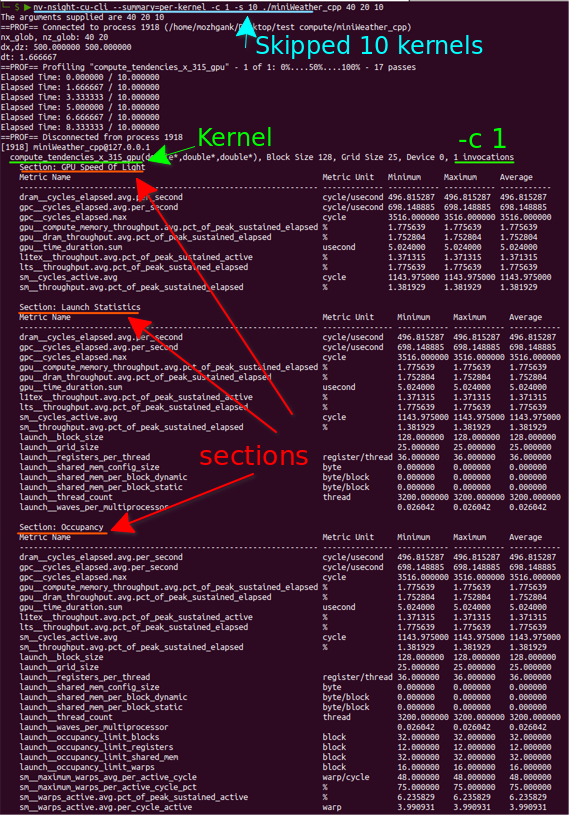 nv-nsight-cu-cli --summary=per-kernel -c 1 -s 10 ./miniWeather_cpp 40 20 10
The arguments supplied are 40 20 10
==PROF== Connected to process 1918 (/home/mozhgank/Desktop/test compute/miniWeather_cpp)
nx_glob, nz_glob: 40 20
dx,dz: 500.000000 500.000000
dt: 1.666667
Skipped 10 kernels
==PROF== Profiling "compute_tendencies_x_315_gpu" - 1 of 1: 0%....50%....100% - 17 passes
Elapsed Time: 0.000000 / 10.000000
Elapsed Time: 1.666667 / 10.000000
Elapsed Time: 3.333333 / 10.000000
Elapsed Time: 5.000000 / 10.000000
Elapsed Time: 6.666667 / 10.000000
Elapsed Time: 8.333333 / 10.000000
==PROF== Disconnected from process 1918
Kernel
-c 1
[1918] miniWeather_cpp@127.0.0.1
compute_tendencies_x_315_gpu(double*,double*,double*), Block Size 128, Grid Size 25, Device 0, 1 invocations
Section: GPU Speed Of Light
Metric Name Metric Unit Minimum Maximum Average
dram__cycles_elapsed.avg.per_second cycle/usecond 496.815287 496.815287 496.815287
gpc__cycles_elapsed.avg.per_second cycle/usecond 698.148885 698.148885 698.148885
gpc__cycles_elapsed.max cycle 3516.000000 3516.000000 3516.000000
gpu__compute_memory_throughput.avg.pct_of_peak_sustained_elapsed % 1.775639 1.775639 1.775639
gpu__dram_throughput.avg.pct_of_peak_sustained_elapsed % 1.752804 1.752804 1.752804
gpu__time_duration.sum usecond 5.024000 5.024000 5.024000
l1tex__throughput.avg.pct_of_peak_sustained_active % 1.371315 1.371315 1.371315
lts__throughput.avg.pct_of_peak_sustained_elapsed % 1.775639 1.775639 1.775639
sm__cycles_active.avg cycle 1143.975000 1143.975000 1143.975000
sm__throughput.avg.pct_of_peak_sustained_elapsed % 1.381929 1.381929 1.381929
Section: Launch Statistics
Metric Name Metric Unit Minimum Maximum Average
dram__cycles_elapsed.avg.per_second cycle/usecond 496.815287 496.815287 496.815287
gpc__cycles_elapsed.avg.per_second cycle/usecond 698.148885 698.148885 698.148885
gpc__cycles_elapsed.max cycle 3516.000000 3516.000000 3516.000000
gpu__compute_memory_throughput.avg.pct_of_peak_sustained_elapsed % 1.775639 1.775639 1.775639
gpu__dram_throughput.avg.pct_of_peak_sustained_elapsed % 1.752804 1.752804 1.752804
gpu__time_duration.sum usecond 5.024000 5.024000 5.024000
l1tex__throughput.avg.pct_of_peak_sustained_active % 1.371315 1.371315 1.371315
lts__throughput.avg.pct_of_peak_sustained_elapsed % 1.775639 1.775639 1.775639
sm__cycles_active.avg cycle 1143.975000 1143.975000 1143.975000
sm__throughput.avg.pct_of_peak_sustained_elapsed % 1.381929 1.381929 1.381929
launch__block_size 128.000000 128.000000 128.000000
launch__grid_size 25.000000 25.000000 25.000000
launch__registers_per_thread register/thread 36.000000 36.000000 36.000000
sections
launch__shared_mem_config_size byte 0.000000 0.000000 0.000000
launch__shared_mem_per_block_dynamic byte/block 0.000000 0.000000 0.000000
launch__shared_mem_per_block_static byte/block 0.000000 0.000000 0.000000
launch__thread_count thread 3200.000000 3200.000000 3200.000000
launch__waves_per_multiprocessor 0.026042 0.026042 0.026042
Section: Occupancy
Metric Name Metric Unit Minimum Maximum Average
dram__cycles_elapsed.avg.per_second cycle/usecond 496.815287 496.815287 496.815287
gpc__cycles_elapsed.avg.per_second cycle/usecond 698.148885 698.148885 698.148885
gpc__cycles_elapsed.max cycle 3516.000000 3516.000000 3516.000000
gpu__compute_memory_throughput.avg.pct_of_peak_sustained_elapsed % 1.775639 1.775639 1.775639
gpu__dram_throughput.avg.pct_of_peak_sustained_elapsed % 1.752804 1.752804 1.752804
gpu__time_duration.sum usecond 5.024000 5.024000 5.024000
l1tex__throughput.avg.pct_of_peak_sustained_active % 1.371315 1.371315 1.371315
lts__throughput.avg.pct_of_peak_sustained_elapsed % 1.775639 1.775639 1.775639
sm__cycles_active.avg cycle 1143.975000 1143.975000 1143.975000
sm__throughput.avg.pct_of_peak_sustained_elapsed % 1.381929 1.381929 1.381929
launch__block_size 128.000000 128.000000 128.000000
launch__grid_size 25.000000 25.000000 25.000000
launch__registers_per_thread register/thread 36.000000 36.000000 36.000000
launch__shared_mem_config_size byte 0.000000 0.000000 0.000000
launch__shared_mem_per_block_dynamic byte/block 0.000000 0.000000 0.000000
launch__shared_mem_per_block_static byte/block 0.000000 0.000000 0.000000
launch__thread_count thread 3200.000000 3200.000000 3200.000000
launch__waves_per_multiprocessor 0.026042 0.026042 0.026042
launch__occupancy_limit_blocks block 32.000000 32.000000 32.000000
launch__occupancy_limit_registers block 12.000000 12.000000 12.000000
launch__occupancy_limit_shared_mem block 32.000000 32.000000 32.000000
launch__occupancy_limit_warps block 16.000000 16.000000 16.000000
sm__maximum_warps_avg_per_active_cycle warp/cycle 48.000000 48.000000 48.000000
sm__maximum_warps_per_active_cycle_pct % 75.000000 75.000000 75.000000
sm__warps_active.avg.pct_of_peak_sustained_active % 6.235829 6.235829 6.235829
sm__warps_active.avg.per_cycle_active warp 3.990931 3.990931 3.990931